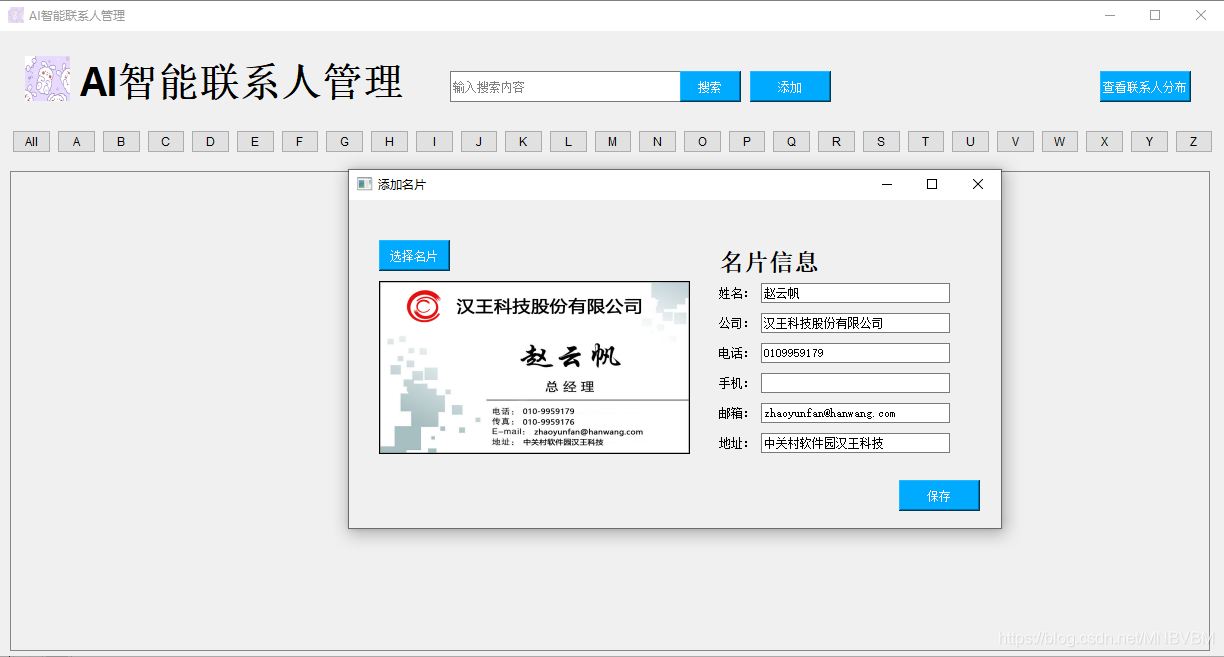 AI智能联系人管理
AI智能联系人管理
输入搜索内容 搜索 添加 查看联系人分布
All A B C D E F G H I J K L M N O P Q R S T U V W X Y Z
添加名片
选择名片
汉王科技股份有限公司
赵云帆
总经理
电话: 010-9959179
传真: 010-9959176
E-mail: zhaoyunfan@hanwang.com
地址: 中关村软件园汉王科技
名片信息
姓名: 赵云帆
公司: 汉王科技股份有限公司
电话: 0109959179
手机:
邮箱: zhaoyunfan@hanwang.com
地址: 中关村软件园汉王科技
保存
https://blog.csdn.net/MNBVBM